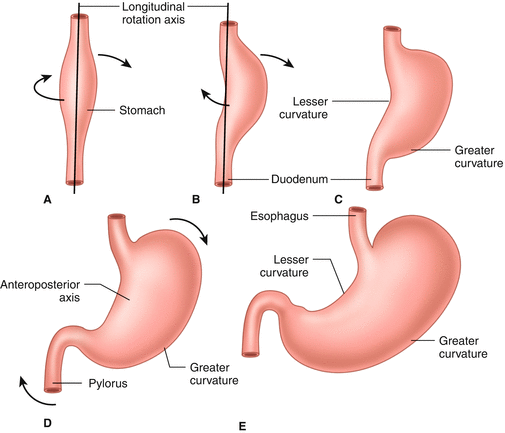 Longitudinal
rotation axis
Stomach
Lesser
curvature
Greater
curvature
Duodenum
A
B
C
Esophagus
Anteroposterior
axis
Lesser
curvature
Greater
curvature
Pylorus
Greater
curvature
D
E